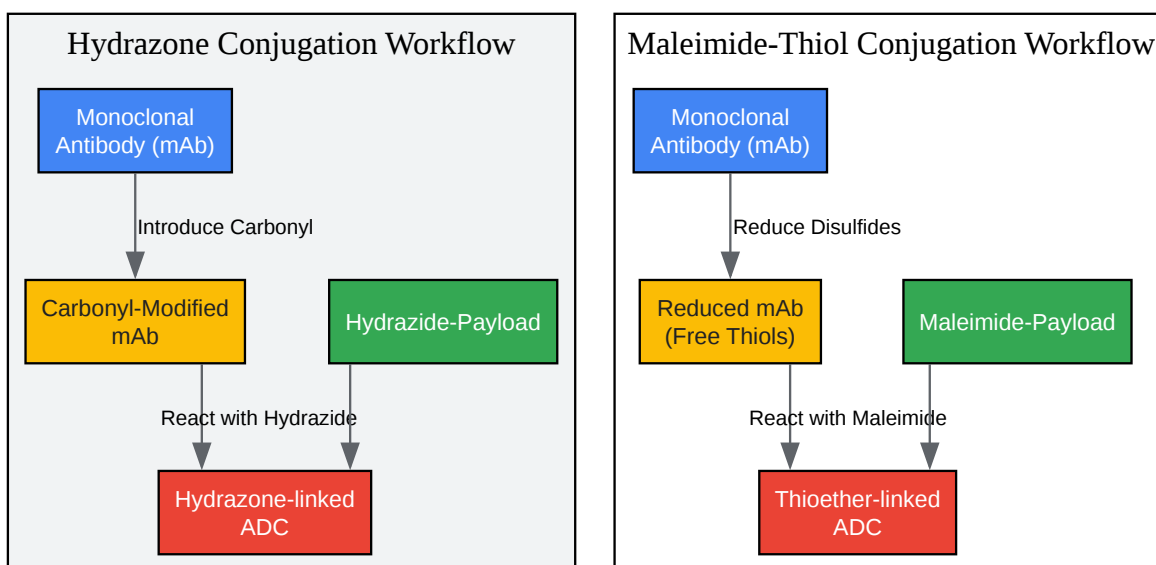 Hydrazone Conjugation Workflow
Monoclonal
Antibody (mAb)
Introduce Carbonyl
Carbonyl-Modified
mAb
Hydrazide-Payload
React with Hydrazide
Hydrazone-linked
ADC
Maleimide-Thiol Conjugation Workflow
Monoclonal
Antibody (mAb)
Reduce Disulfides
Reduced mAb
(Free Thiols)
Maleimide-Payload
React with Maleimide
Thioether-linked
ADC